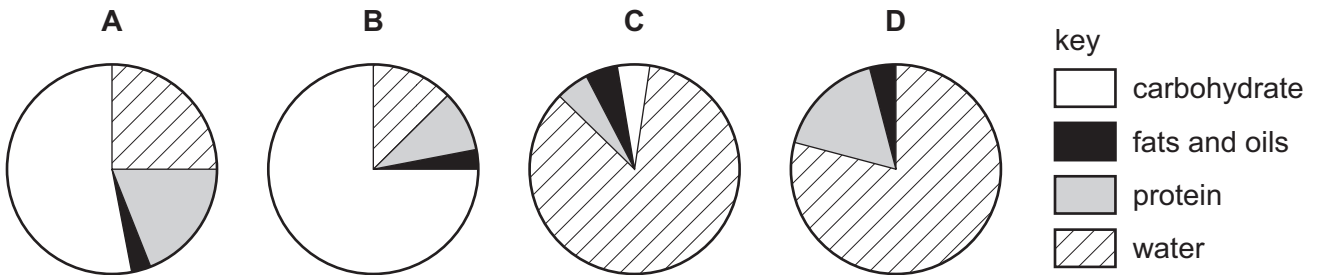 A B C D
key
carbohydrate
fats and oils
protein
water